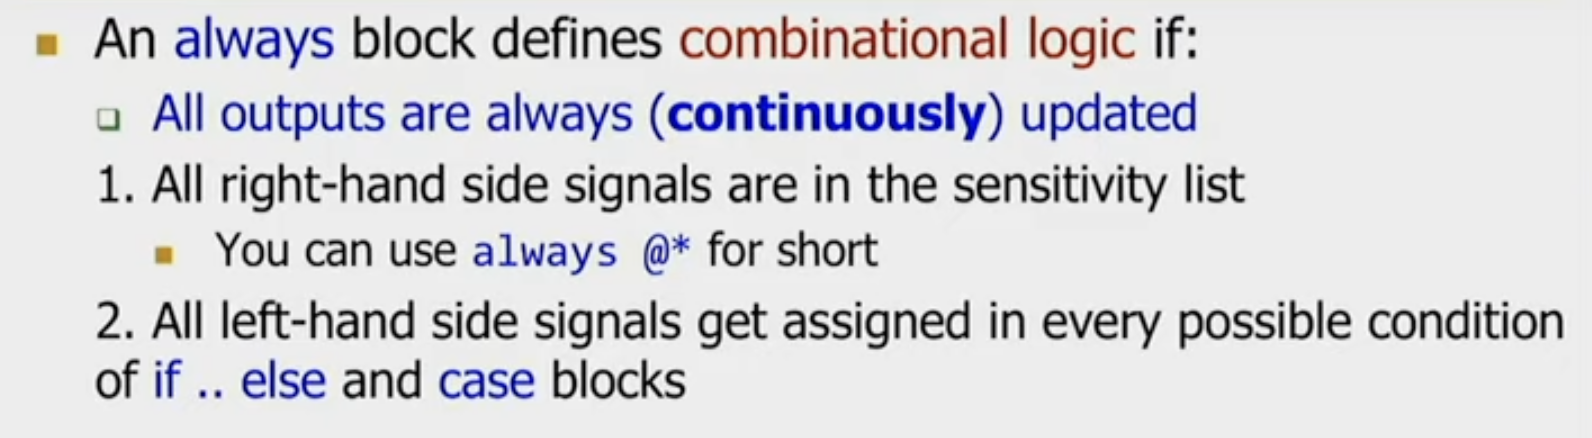 An always block defines combinational logic if:
All outputs are always (continuously) updated
1. All right-hand side signals are in the sensitivity list
You can use always @* for short
2. All left-hand side signals get assigned in every possible condition
of if .. else and case blocks